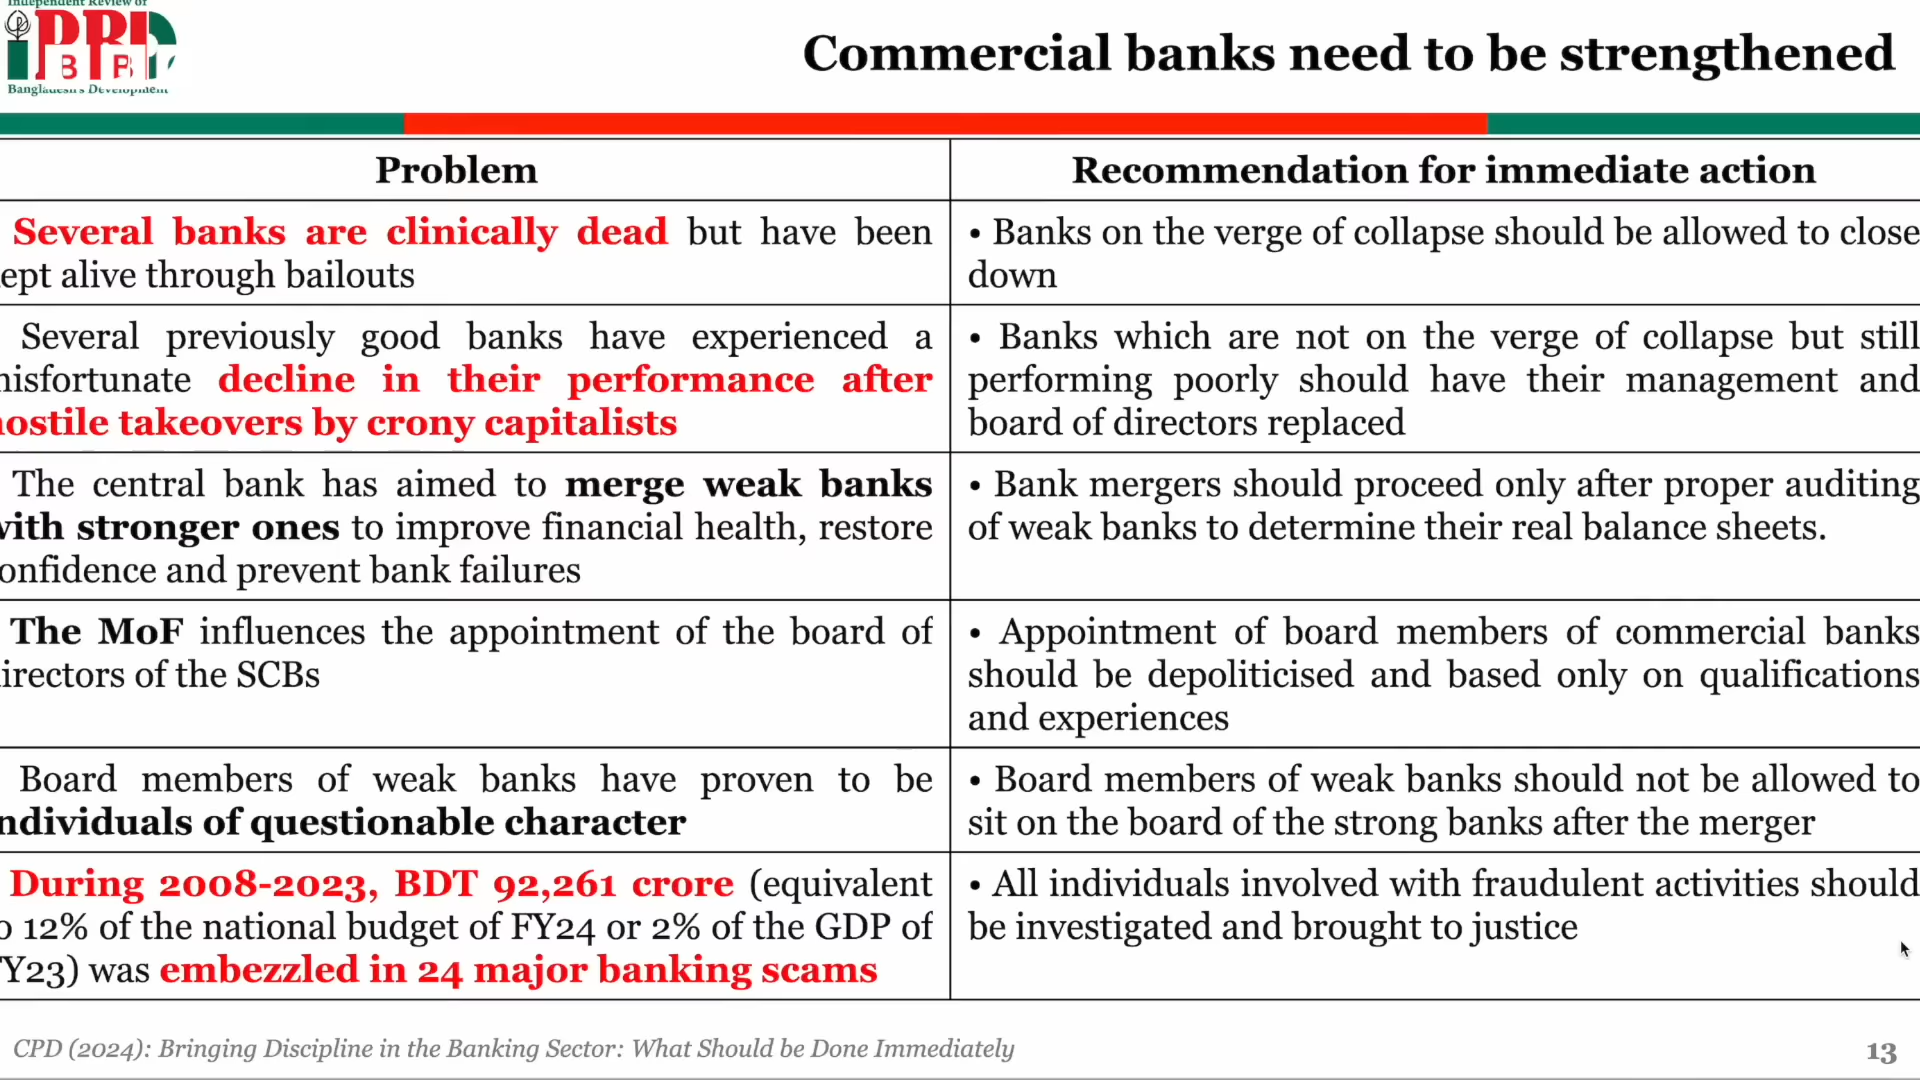 Independent Review of
Bangladesh's Development
Commercial banks need to be strengthened
Problem
Recommendation for immediate action
Several banks are clinically dead but have been
ept alive through bailouts
• Banks on the verge of collapse should be allowed to close
down
Several previously good banks have experienced a
nisfortunate decline in their performance after
hostile takeovers by crony capitalists
• Banks which are not on the verge of collapse but still
performing poorly should have their management and
board of directors replaced
The central bank has aimed to merge weak banks
with stronger ones to improve financial health, restore
onfidence and prevent bank failures
• Bank mergers should proceed only after proper auditing
of weak banks to determine their real balance sheets.
The MoF influences the appointment of the board of
irectors of the SCBs
• Appointment of board members of commercial banks
should be depoliticised and based only on qualifications
and experiences
Board members of weak banks have proven to be
ndividuals of questionable character
• Board members of weak banks should not be allowed to
sit on the board of the strong banks after the merger
During 2008-2023, BDT 92,261 crore (equivalent
o 12% of the national budget of FY24 or 2% of the GDP of
FY23) was embezzled in 24 major banking scams
• All individuals involved with fraudulent activities should
be investigated and brought to justice
CPD (2024): Bringing Discipline in the Banking Sector: What Should be Done Immediately
13